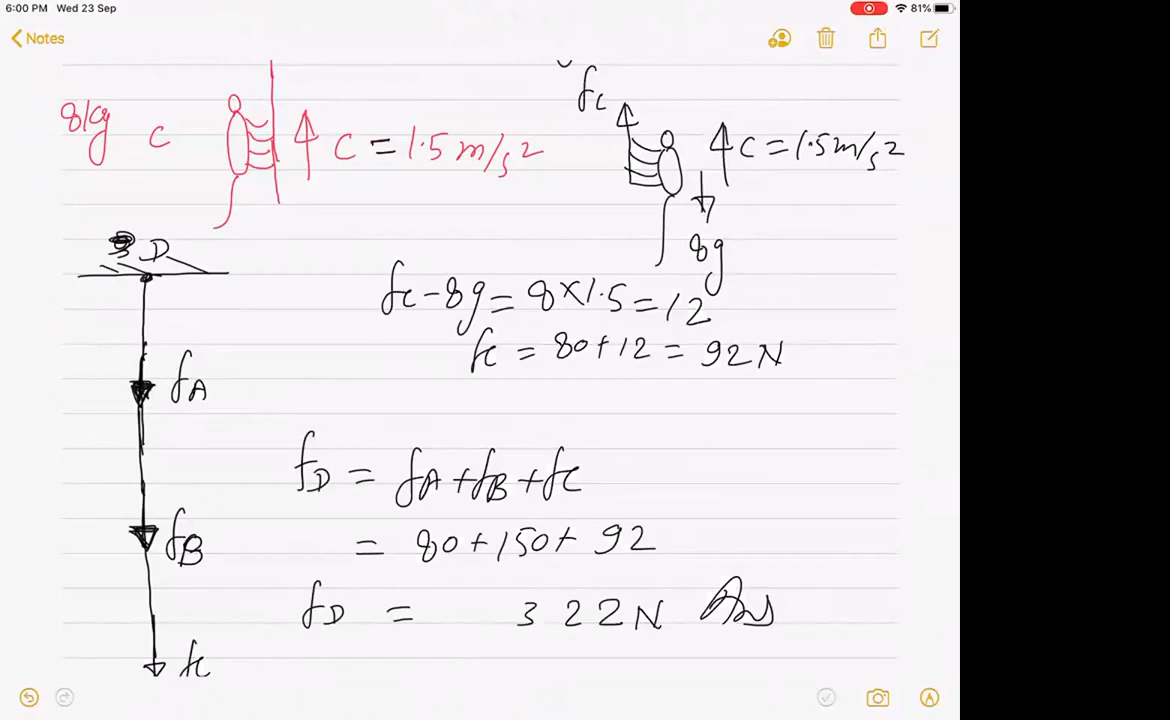 6:00 PM Wed 23 Sep
81%
Notes
8kg C C = 1.5 m/s2
fc C = 1.5 m/s2
8g
D
fc - 8g = 8 × 1.5 = 12
fc = 80 + 12 = 92 N
fA
fD = fA + fB + fc
fB
= 80 + 150 + 92
fD = 322 N Ans
fc